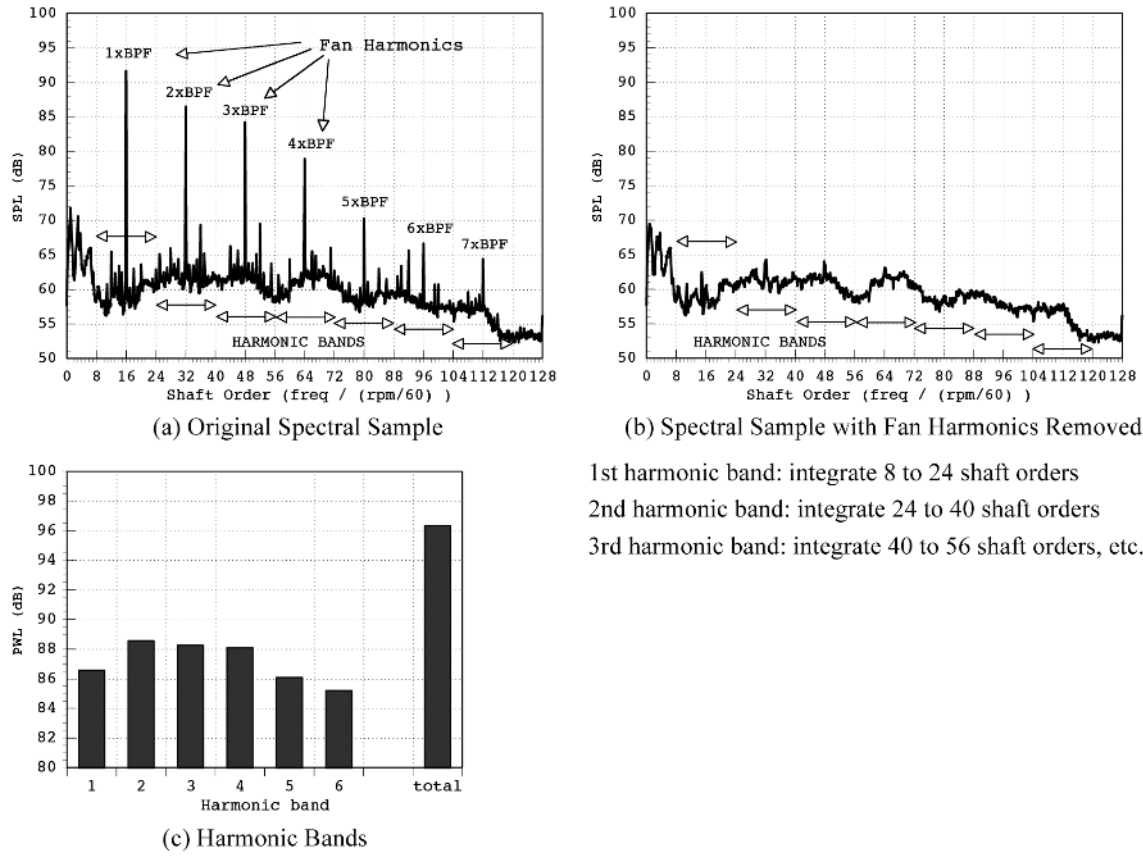 100
95
90
85
80
75
70
65
60
55
50
SPL (dB)
1xBPF
Fan Harmonics
2xBPF
3xBPF
4xBPF
5xBPF
6xBPF
7xBPF
HARMONIC BANDS
0 8 16 24 32 40 48 56 64 72 80 88 96 104 112 120 128
Shaft Order (freq / (rpm/60) )
(a) Original Spectral Sample
100
95
90
85
80
75
70
65
60
55
50
SPL (dB)
HARMONIC BANDS
0 8 16 24 32 40 48 56 64 72 80 88 96 104 112 120 128
Shaft Order (freq / (rpm/60) )
(b) Spectral Sample with Fan Harmonics Removed
100
98
96
94
92
90
88
86
84
82
80
PWL (dB)
1 2 3 4 5 6 total
Harmonic band
(c) Harmonic Bands
1st harmonic band: integrate 8 to 24 shaft orders
2nd harmonic band: integrate 24 to 40 shaft orders
3rd harmonic band: integrate 40 to 56 shaft orders, etc.